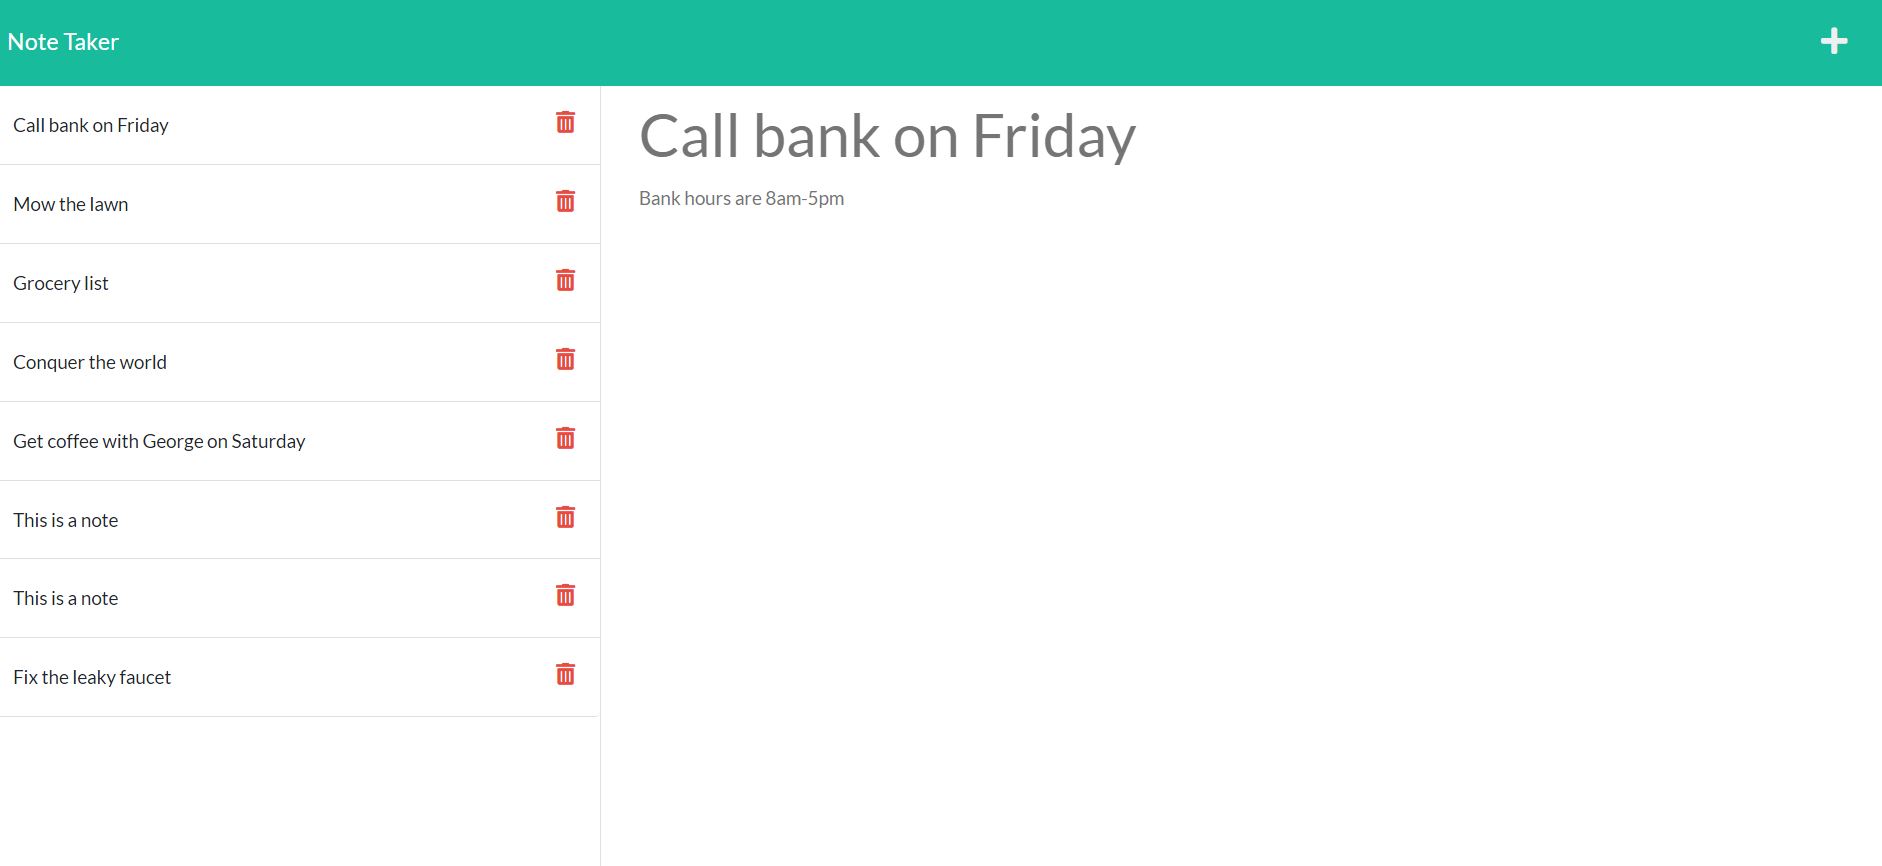 Note Taker
Call bank on Friday
Mow the lawn
Grocery list
Conquer the world
Get coffee with George on Saturday
This is a note
This is a note
Fix the leaky faucet
Call bank on Friday
Bank hours are 8am-5pm